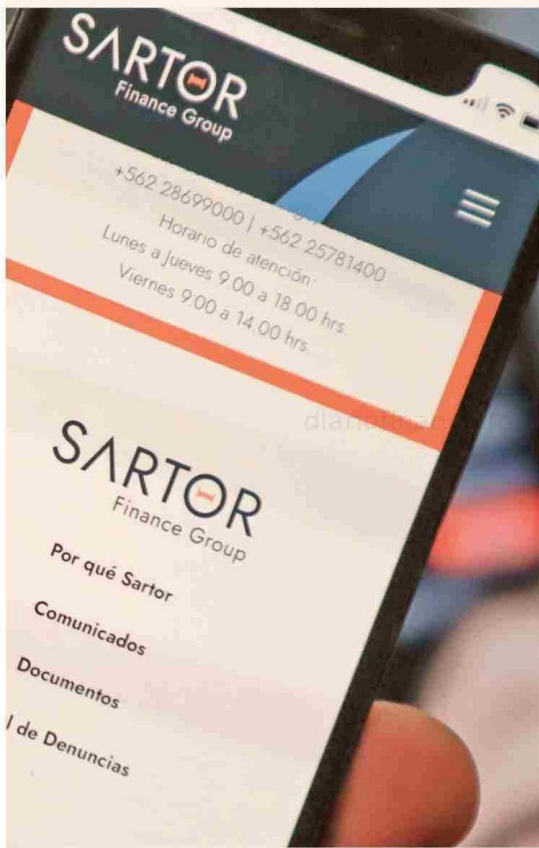 SARTOR
Finance Group
+562 28699000 | +562 25781400
Horario de atención:
Lunes a Jueves 9.00 a 18.00 hrs.
Viernes 9.00 a 14.00 hrs.
SARTOR
Finance Group
Por qué Sartor
Comunicados
Documentos
l de Denuncias